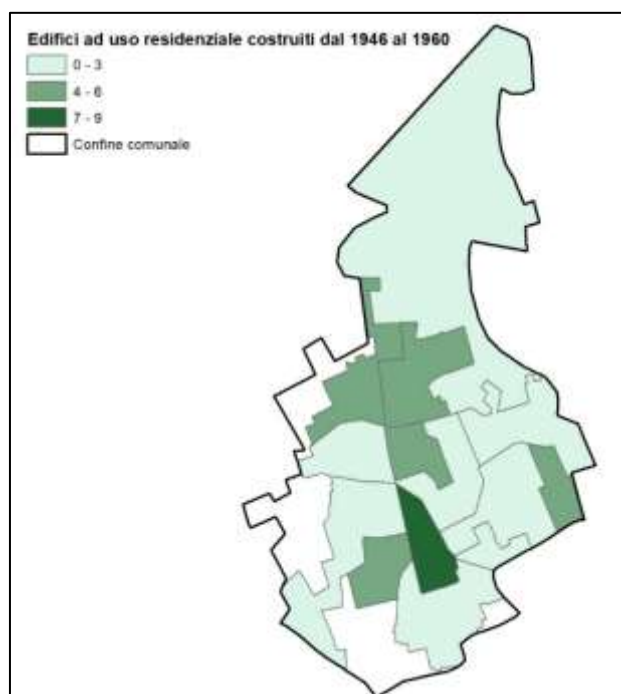 Edifici ad uso residenziale costruiti dal 1946 al 1960
0 - 3
4 - 6
7 - 9
Confine comunale